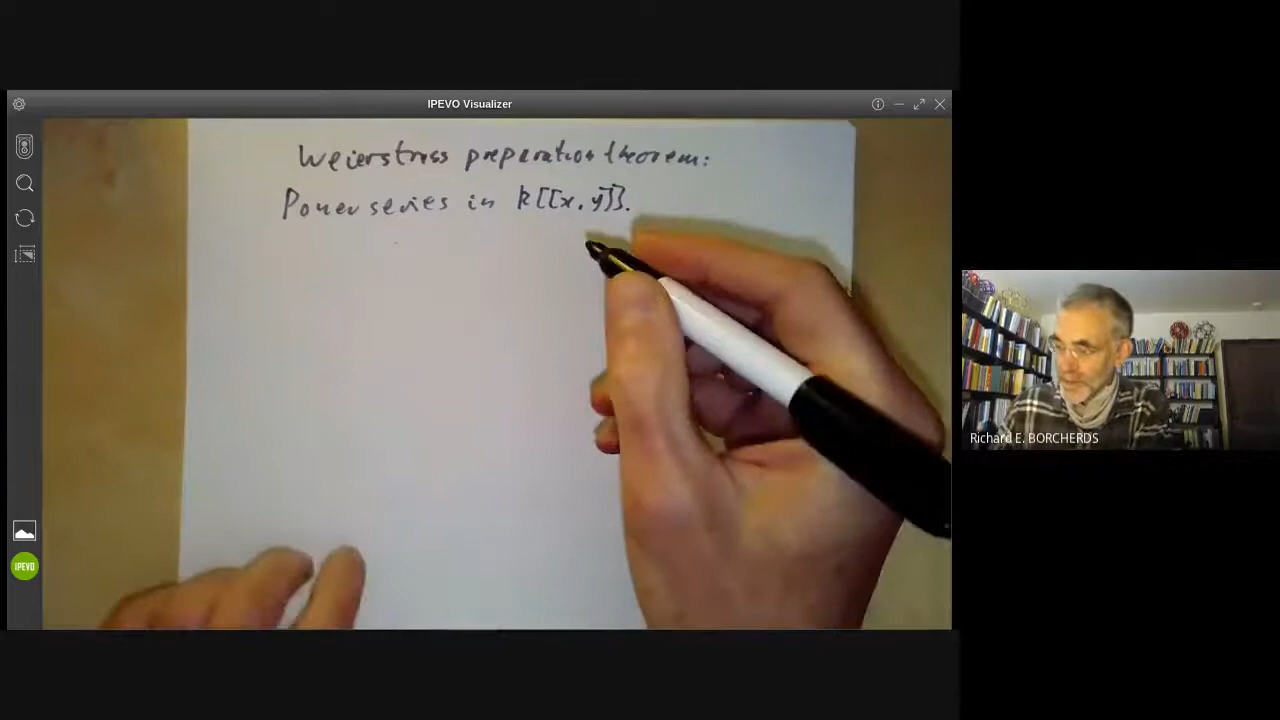 IPEVO Visualizer
Weierstrass preparation theorem:
Power series in k[[x, y]].
Richard E. BORCHERDS
IPEVO